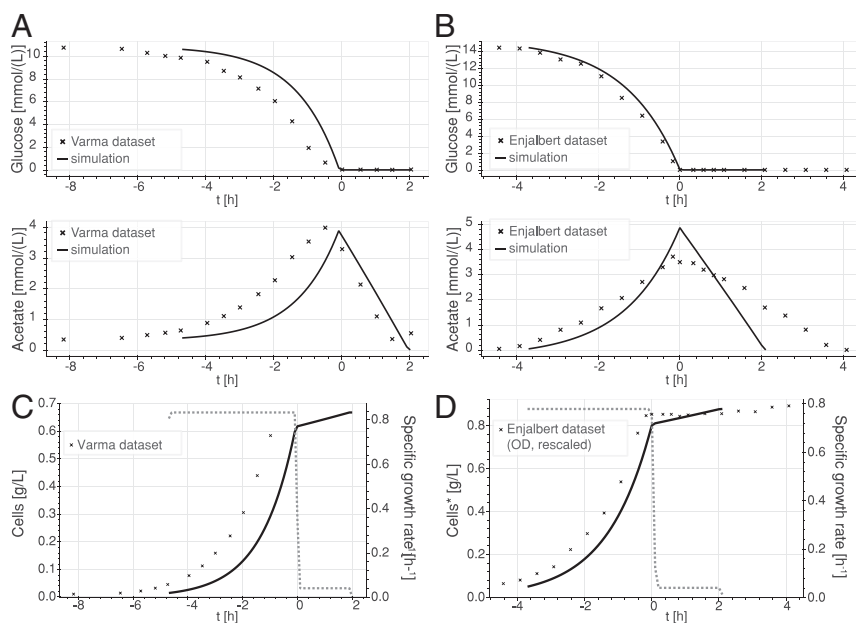 A
Glucose [mmol/(L)]
10
8
6
4
2
0
× Varma dataset
— simulation
-8 -6 -4 -2 0 2
t [h]
B
Glucose [mmol/(L)]
14
12
10
8
6
4
2
0
× Enjalbert dataset
— simulation
-4 -2 0 2 4
t [h]
Acetate [mmol/(L)]
4
3
2
1
0
× Varma dataset
— simulation
-8 -6 -4 -2 0 2
t [h]
Acetate [mmol/(L)]
5
4
3
2
1
0
× Enjalbert dataset
— simulation
-4 -2 0 2 4
t [h]
C
Cells [g/L]
0.7
0.6
0.5
0.4
0.3
0.2
0.1
0.0
× Varma dataset
-8 -6 -4 -2 0 2
t [h]
0.8
0.6
0.4
0.2
0.0
Specific growth rate [h-1]
D
Cells* [g/L]
0.8
0.6
0.4
0.2
0.0
× Enjalbert dataset
(OD, rescaled)
-4 -2 0 2 4
t [h]
0.8
0.6
0.4
0.2
0.0
Specific growth rate [h-1]